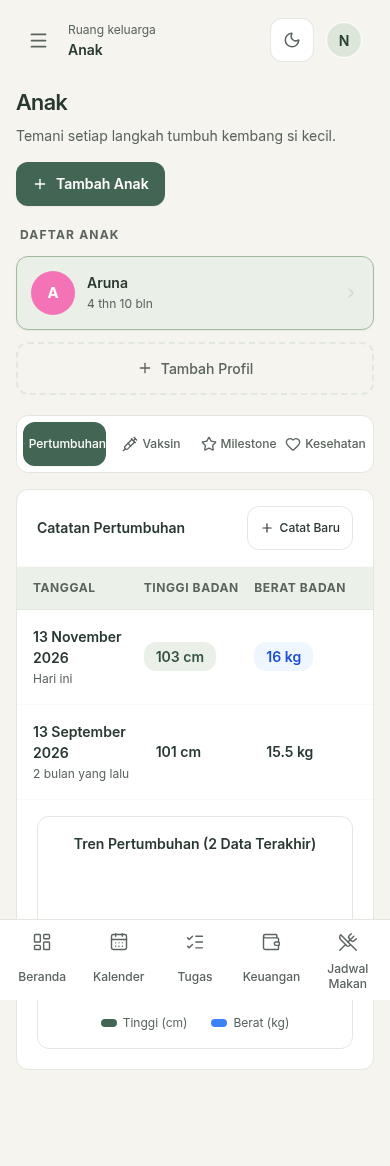 Ruang keluarga
Anak
N
Anak
Temani setiap langkah tumbuh kembang si kecil.
+ Tambah Anak
DAFTAR ANAK
A
Aruna
4 thn 10 bln
+ Tambah Profil
Pertumbuhan
Vaksin
Milestone
Kesehatan
Catatan Pertumbuhan
+ Catat Baru
TANGGAL TINGGI BADAN BERAT BADAN
13 November
2026
Hari ini
103 cm
16 kg
13 September
2026
2 bulan yang lalu
101 cm
15.5 kg
Tren Pertumbuhan (2 Data Terakhir)
Beranda
Kalender
Tugas
Keuangan
Jadwal
Makan
Tinggi (cm)
Berat (kg)